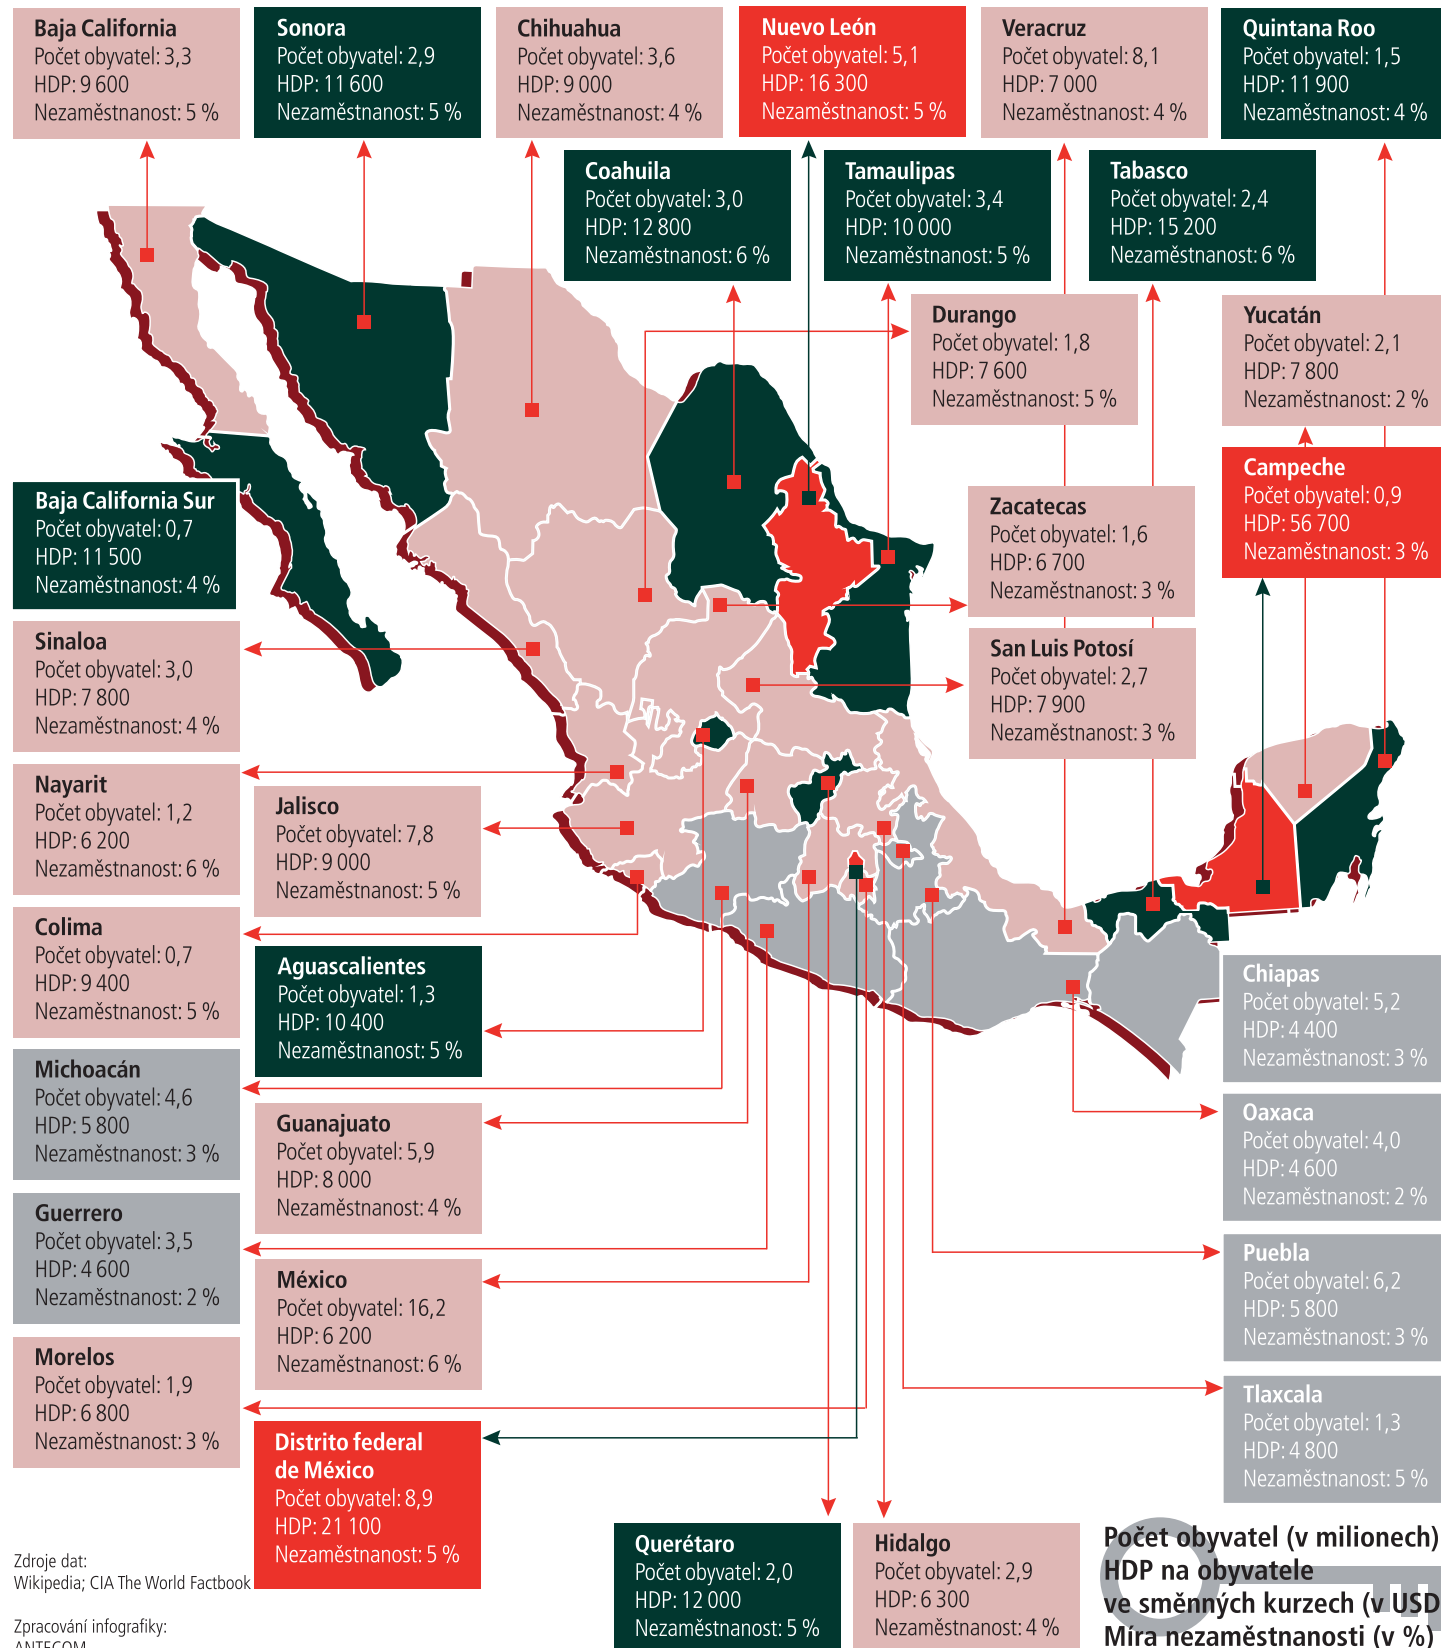 Baja California
Počet obyvatel: 3,3
HDP: 9 600
Nezaměstnanost: 5 %
Sonora
Počet obyvatel: 2,9
HDP: 11 600
Nezaměstnanost: 5 %
Chihuahua
Počet obyvatel: 3,6
HDP: 9 000
Nezaměstnanost: 4 %
Nuevo León
Počet obyvatel: 5,1
HDP: 16 300
Nezaměstnanost: 5 %
Veracruz
Počet obyvatel: 8,1
HDP: 7 000
Nezaměstnanost: 4 %
Quintana Roo
Počet obyvatel: 1,5
HDP: 11 900
Nezaměstnanost: 4 %
Coahuila
Počet obyvatel: 3,0
HDP: 12 800
Nezaměstnanost: 6 %
Tamaulipas
Počet obyvatel: 3,4
HDP: 10 000
Nezaměstnanost: 5 %
Tabasco
Počet obyvatel: 2,4
HDP: 15 200
Nezaměstnanost: 6 %
Durango
Počet obyvatel: 1,8
HDP: 7 600
Nezaměstnanost: 5 %
Yucatán
Počet obyvatel: 2,1
HDP: 7 800
Nezaměstnanost: 2 %
Campeche
Počet obyvatel: 0,9
HDP: 56 700
Nezaměstnanost: 3 %
Baja California Sur
Počet obyvatel: 0,7
HDP: 11 500
Nezaměstnanost: 4 %
Zacatecas
Počet obyvatel: 1,6
HDP: 6 700
Nezaměstnanost: 3 %
Sinaloa
Počet obyvatel: 3,0
HDP: 7 800
Nezaměstnanost: 4 %
San Luis Potosí
Počet obyvatel: 2,7
HDP: 7 900
Nezaměstnanost: 3 %
Nayarit
Počet obyvatel: 1,2
HDP: 6 200
Nezaměstnanost: 6 %
Jalisco
Počet obyvatel: 7,8
HDP: 9 000
Nezaměstnanost: 5 %
Colima
Počet obyvatel: 0,7
HDP: 9 400
Nezaměstnanost: 5 %
Aguascalientes
Počet obyvatel: 1,3
HDP: 10 400
Nezaměstnanost: 5 %
Chiapas
Počet obyvatel: 5,2
HDP: 4 400
Nezaměstnanost: 3 %
Michoacán
Počet obyvatel: 4,6
HDP: 5 800
Nezaměstnanost: 3 %
Guanajuato
Počet obyvatel: 5,9
HDP: 8 000
Nezaměstnanost: 4 %
Oaxaca
Počet obyvatel: 4,0
HDP: 4 600
Nezaměstnanost: 2 %
Guerrero
Počet obyvatel: 3,5
HDP: 4 600
Nezaměstnanost: 2 %
México
Počet obyvatel: 16,2
HDP: 6 200
Nezaměstnanost: 6 %
Puebla
Počet obyvatel: 6,2
HDP: 5 800
Nezaměstnanost: 3 %
Morelos
Počet obyvatel: 1,9
HDP: 6 800
Nezaměstnanost: 3 %
Tlaxcala
Počet obyvatel: 1,3
HDP: 4 800
Nezaměstnanost: 5 %
Distrito federal
de México
Počet obyvatel: 8,9
HDP: 21 100
Nezaměstnanost: 5 %
Querétaro
Počet obyvatel: 2,0
HDP: 12 000
Nezaměstnanost: 5 %
Hidalgo
Počet obyvatel: 2,9
HDP: 6 300
Nezaměstnanost: 4 %
Počet obyvatel (v milionech)
HDP na obyvatele
ve směnných kurzech (v USD
Míra nezaměstnanosti (v %)
Zdroje dat:
Wikipedia; CIA The World Factbook
Zpracování infografiky:
ANTECOM